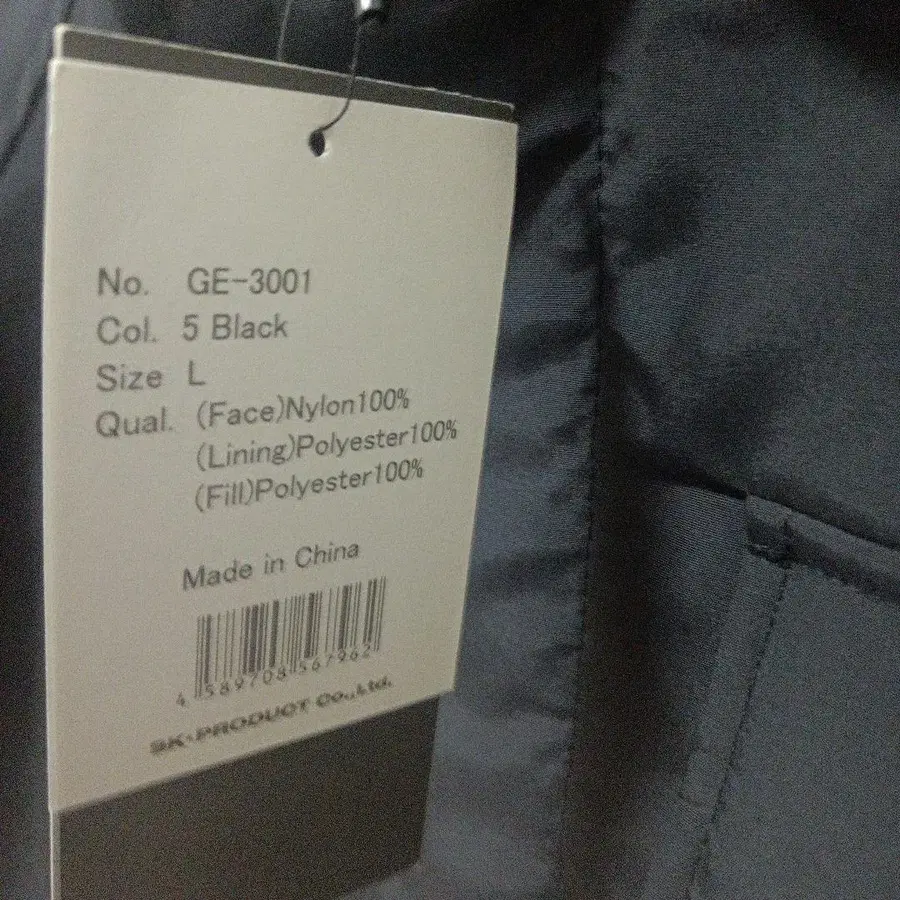 No. GE-3001
Col. 5 Black
Size L
Qual. (Face)Nylon100%
(Lining)Polyester100%
(Fill)Polyester100%
Made in China
4 589708 567962
SK・PRODUCT Co.,Ltd.